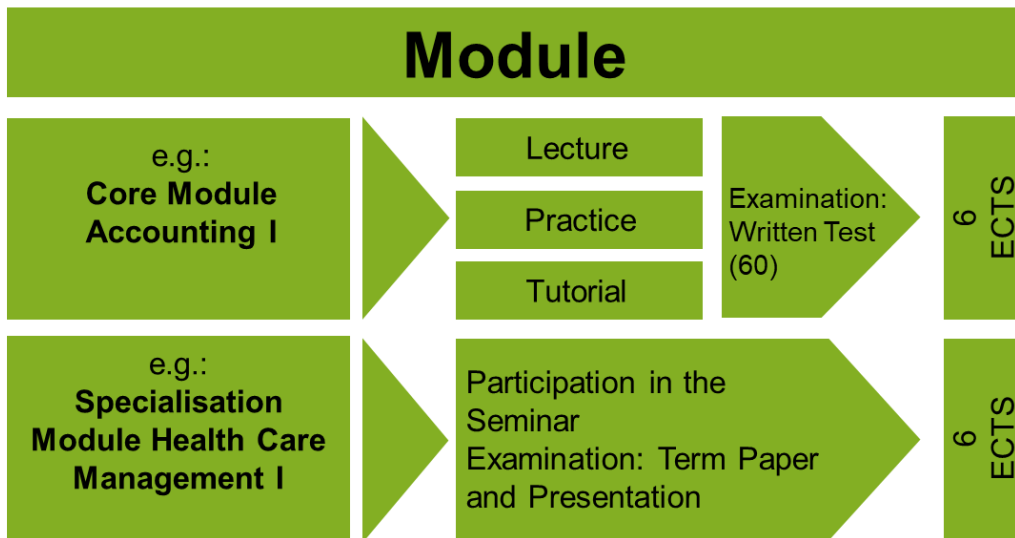 Module
e.g.:
Core Module
Accounting I
Lecture
Practice
Tutorial
Examination:
Written Test
(60)
6
ECTS
e.g.:
Specialisation
Module Health Care
Management I
Participation in the
Seminar
Examination: Term Paper
and Presentation
6
ECTS